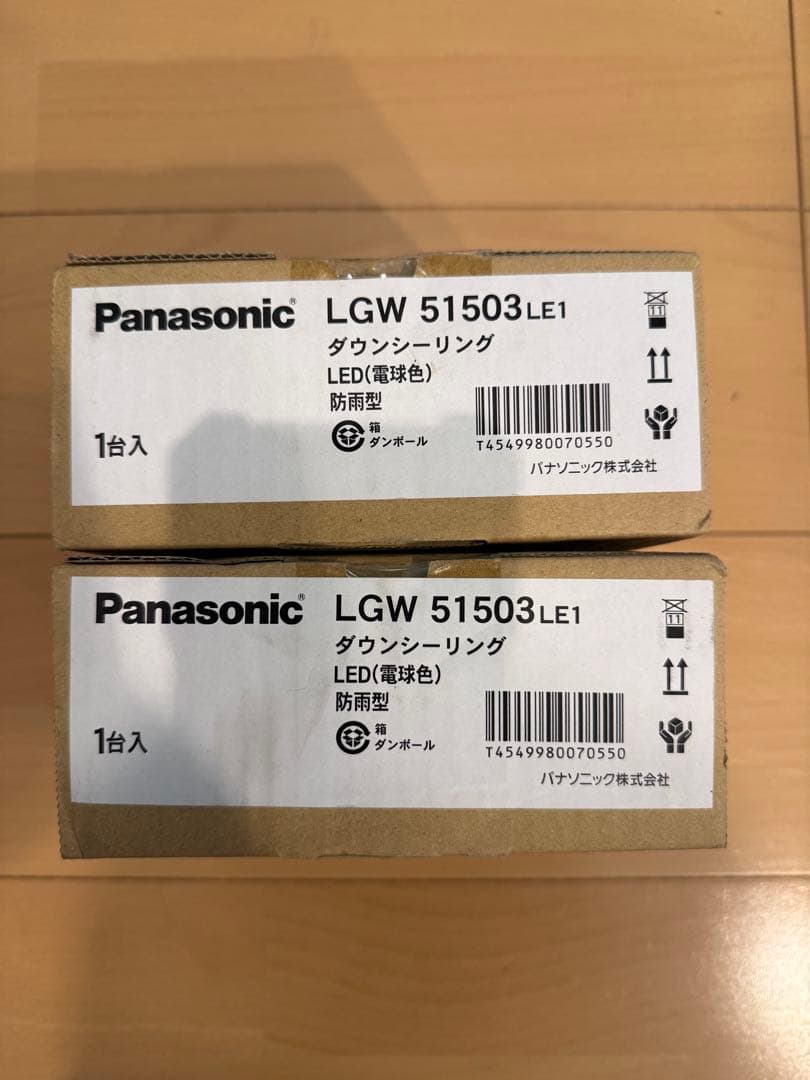 Panasonic® LGW 51503 LE1
ダウンシーリング
LED(電球色)
防雨型
11
1台入
箱
ダンボール
T4549980070550
パナソニック株式会社
Panasonic® LGW 51503 LE1
ダウンシーリング
LED(電球色)
防雨型
11
1台入
箱
ダンボール
T4549980070550
パナソニック株式会社